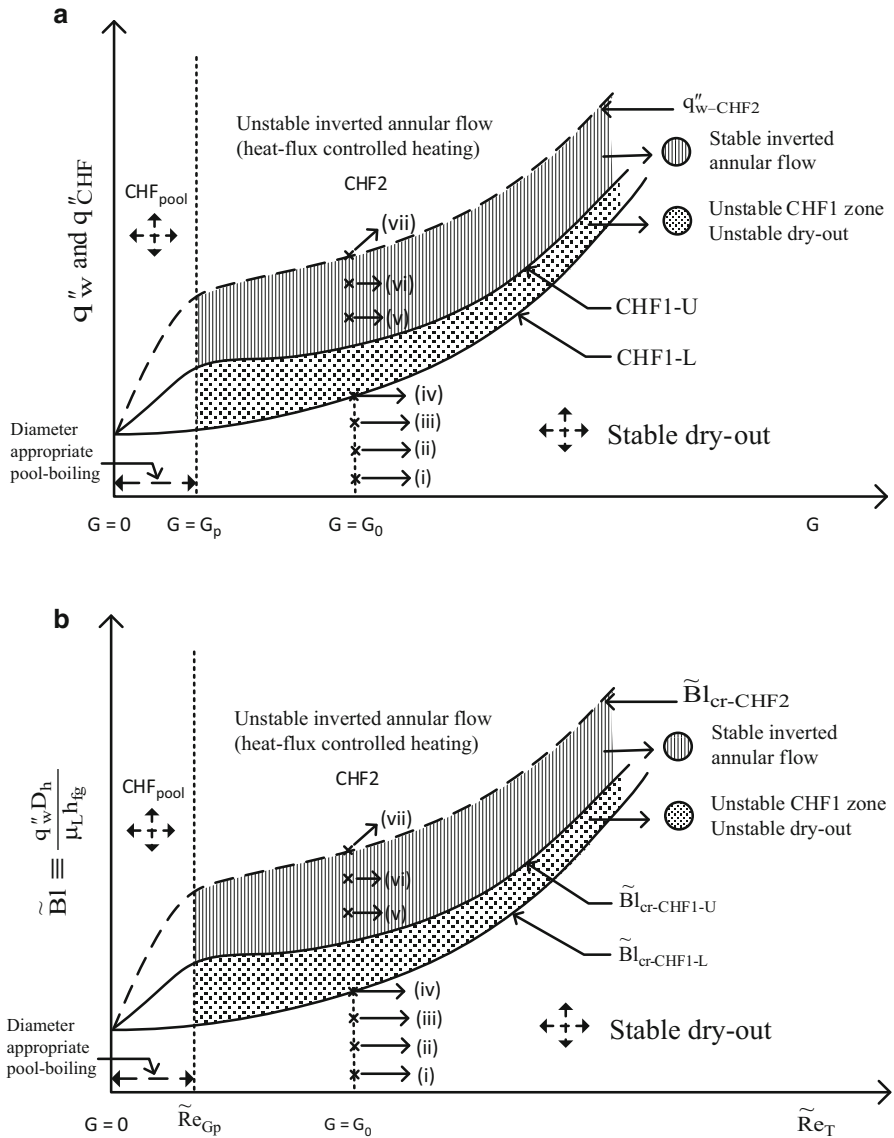 a
q″w and q″CHF
CHFpool
Unstable inverted annular flow
(heat-flux controlled heating)
CHF2
q″w–CHF2
Stable inverted
annular flow
Unstable CHF1 zone
Unstable dry-out
(vii)
(vi)
(v)
CHF1-U
CHF1-L
(iv)
(iii)
(ii)
(i)
Stable dry-out
Diameter
appropriate
pool-boiling
G = 0
G = Gp
G = G0
G
b
B̃l ≡ q″w Dh / μL hfg
CHFpool
Unstable inverted annular flow
(heat-flux controlled heating)
CHF2
B̃lcr-CHF2
Stable inverted
annular flow
Unstable CHF1 zone
Unstable dry-out
(vii)
(vi)
(v)
B̃lcr-CHF1-U
B̃lcr-CHF1-L
(iv)
(iii)
(ii)
(i)
Stable dry-out
Diameter
appropriate
pool-boiling
G = 0
R̃eGp
G = G0
R̃eT